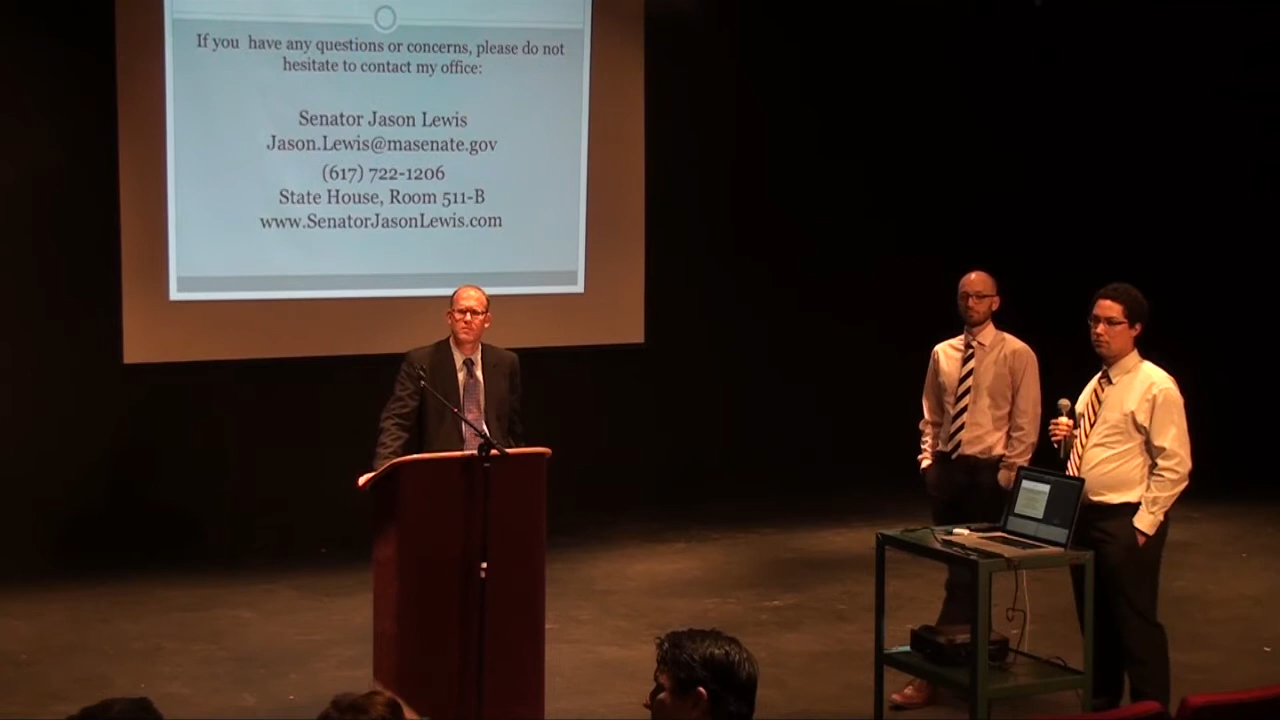 If you have any questions or concerns, please do not
hesitate to contact my office:
Senator Jason Lewis
Jason.Lewis@masenate.gov
(617) 722-1206
State House, Room 511-B
www.SenatorJasonLewis.com